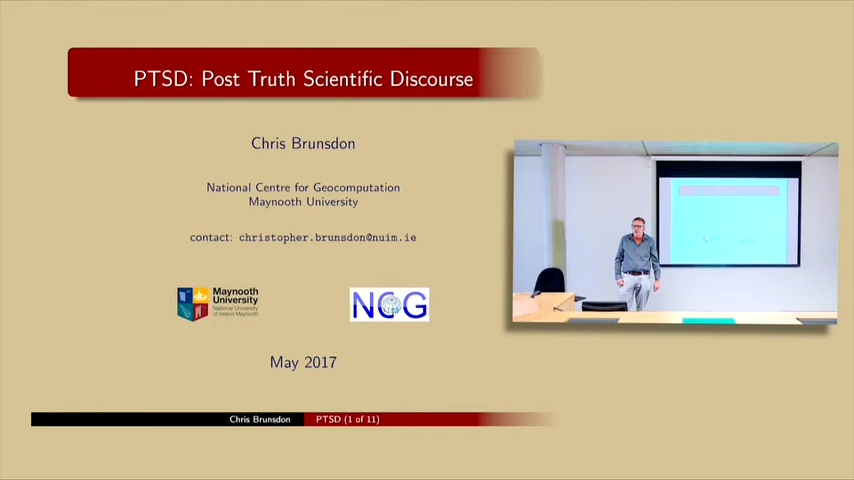 PTSD: Post Truth Scientific Discourse
Chris Brunsdon
National Centre for Geocomputation
Maynooth University
contact: christopher.brunsdon@nuim.ie
Maynooth
University
National University
of Ireland Maynooth
NCG
May 2017
Chris Brunsdon
PTSD (1 of 11)